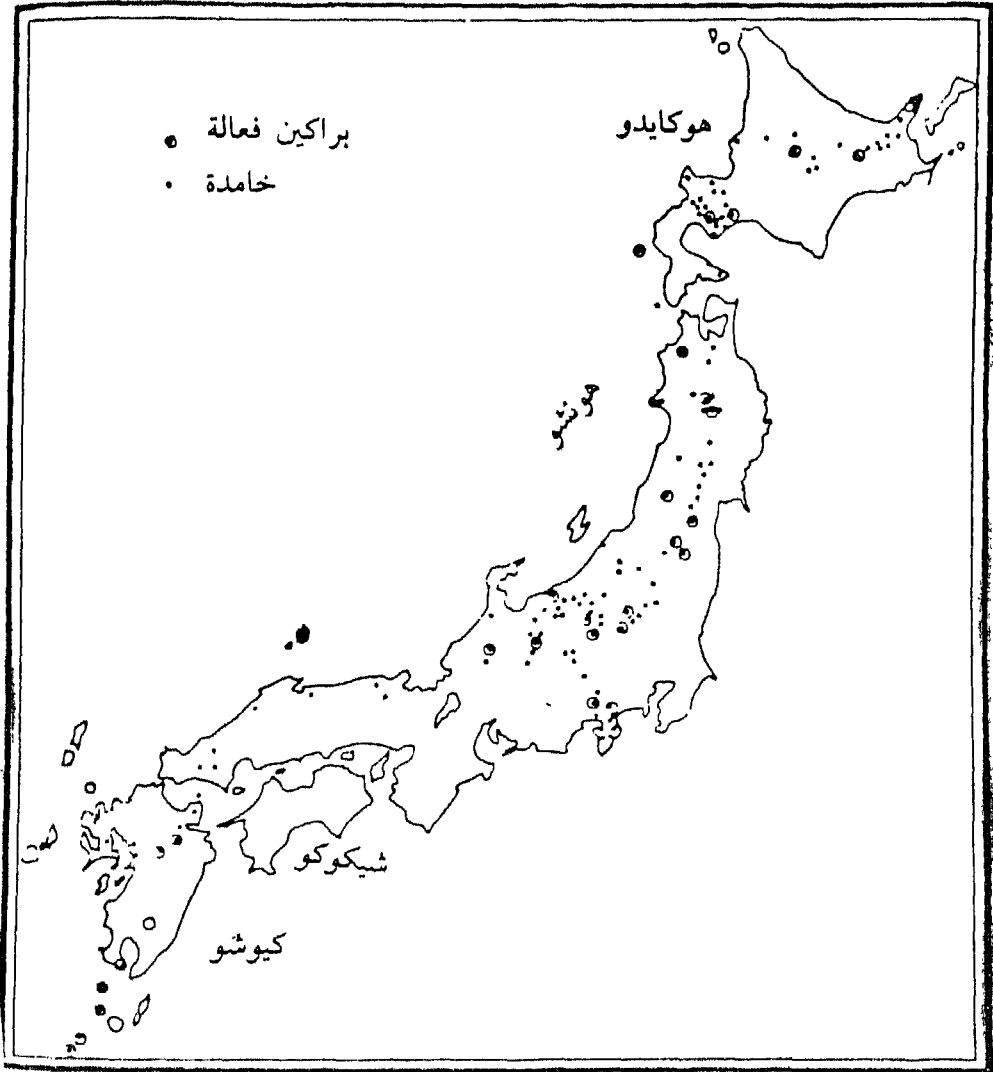 براكين فعالة
خامدة
هوكايدو
هونشو
شيكوكو
كيوشو